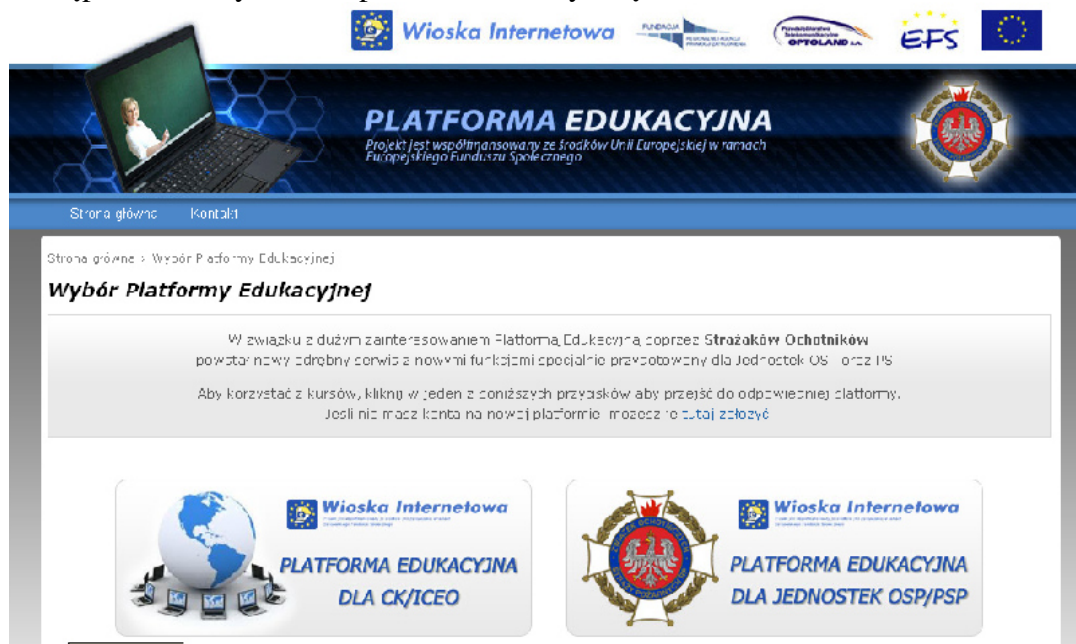 Wioska Internetowa
FUNDACJA
OPTOLAND S.A.
EFS
PLATFORMA EDUKACYJNA
Projekt jest współfinansowany ze środków Unii Europejskiej w ramach
Europejskiego Funduszu Społecznego
Strona główna Kontakt
Strona główna > Wybór Platformy Edukacyjnej
Wybór Platformy Edukacyjnej
W związku z dużym zainteresowaniem Platformą Edukacyjną poprzez Strażaków Ochotników
powstał nowy odrębny serwis z nowymi funkcjami specjalnie przygotowany dla Jednostek OSP oraz PS
Aby korzystać z kursów, kliknij w jeden z poniższych przycisków aby przejść do odpowiedniej platformy.
Jeśli nie masz konta na nowej platformie możesz je tutaj założyć
Wioska Internetowa
PLATFORMA EDUKACYJNA
DLA CK/ICEO
Wioska Internetowa
PLATFORMA EDUKACYJNA
DLA JEDNOSTEK OSP/PSP